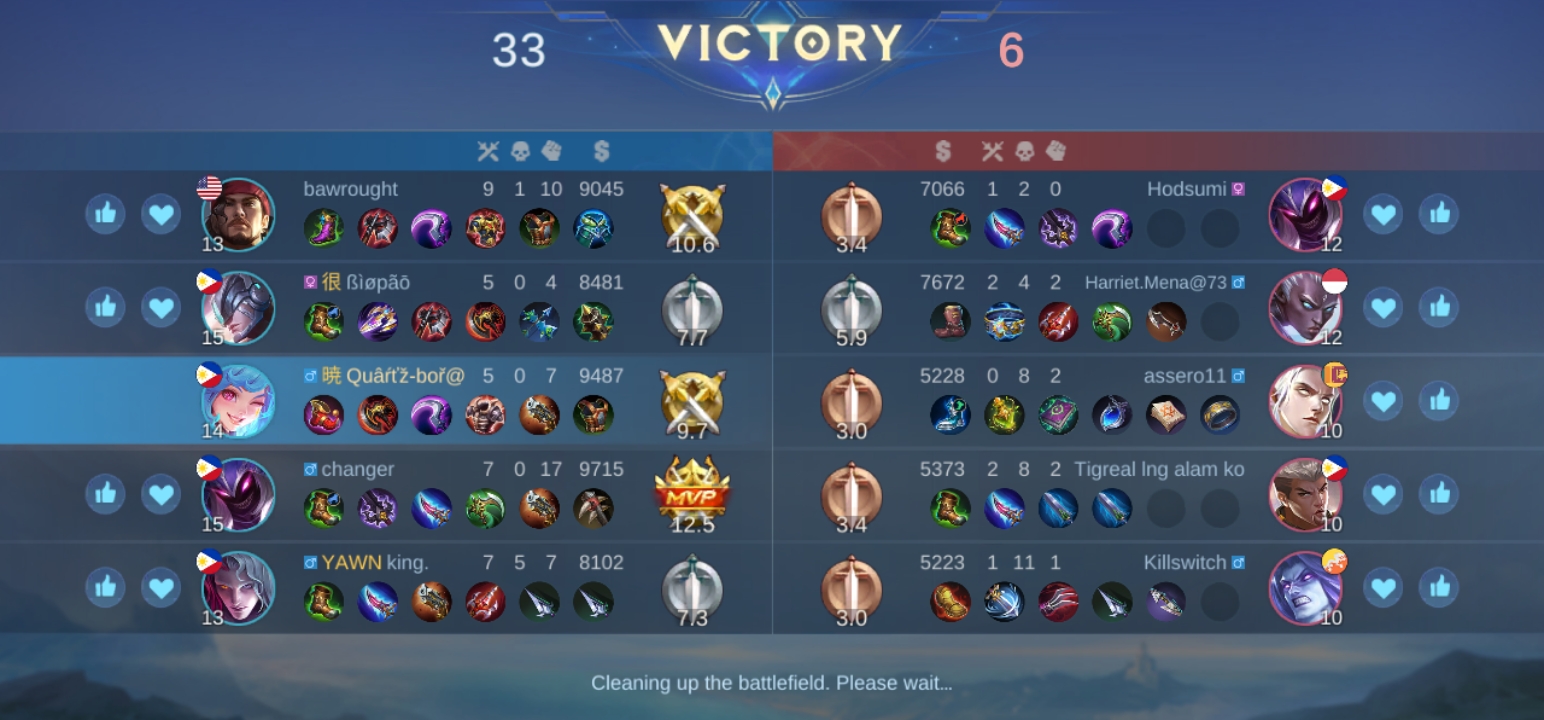 33 VICTORY 6
bawrought 9 1 10 9045
13 10.6
7066 1 2 0 Hodsumi
3.4 12
很 ßìøpãō 5 0 4 8481
15 7.7
7672 2 4 2 Harriet.Mena@73
5.9 12
暁 Quâŕťž-boř@ 5 0 7 9487
14 9.7
5228 0 8 2 assero11
3.0 10
changer 7 0 17 9715
MVP
15 12.5
5373 2 8 2 Tigreal lng alam ko
3.4 10
YAWN king. 7 5 7 8102
13 7.3
5223 1 11 1 Killswitch
3.0 10
Cleaning up the battlefield. Please wait...